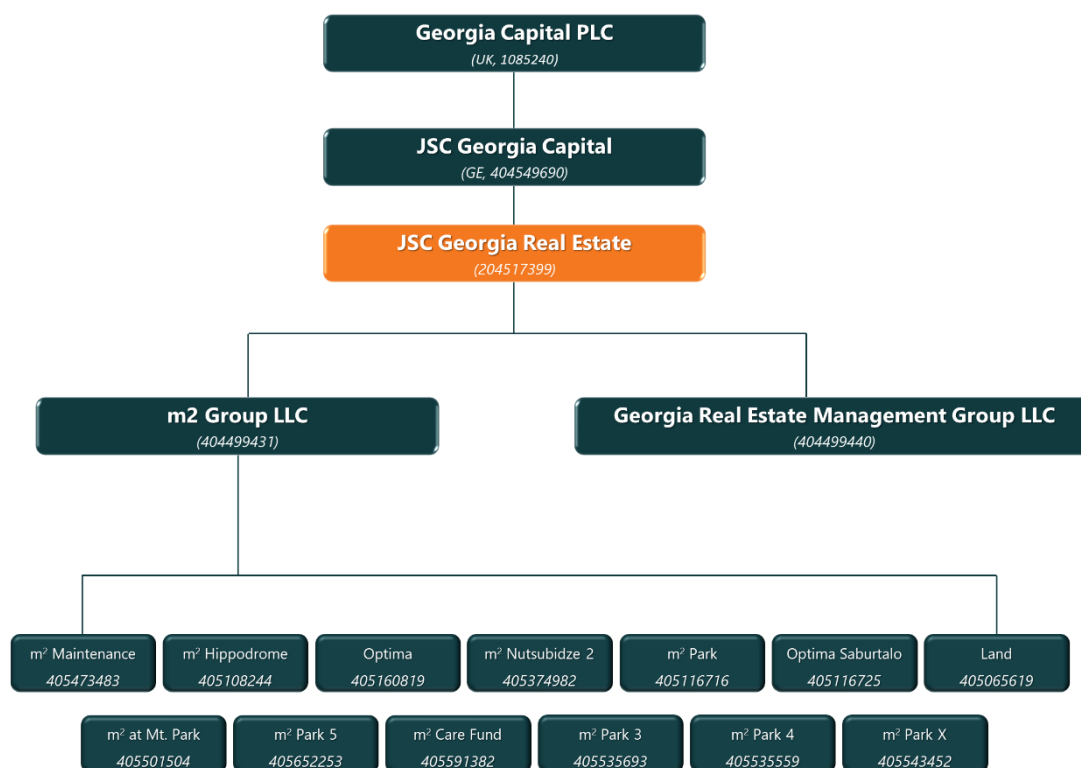 Georgia Capital PLC
(UK, 1085240)
JSC Georgia Capital
(GE, 404549690)
JSC Georgia Real Estate
(204517399)
m2 Group LLC
(404499431)
Georgia Real Estate Management Group LLC
(404499440)
m² Maintenance
405473483
m² Hippodrome
405108244
Optima
405160819
m² Nutsubidze 2
405374982
m² Park
405116716
Optima Saburtalo
405116725
Land
405065619
m² at Mt. Park
405501504
m² Park 5
405652253
m² Care Fund
405591382
m² Park 3
405535693
m² Park 4
405535559
m² Park X
405543452